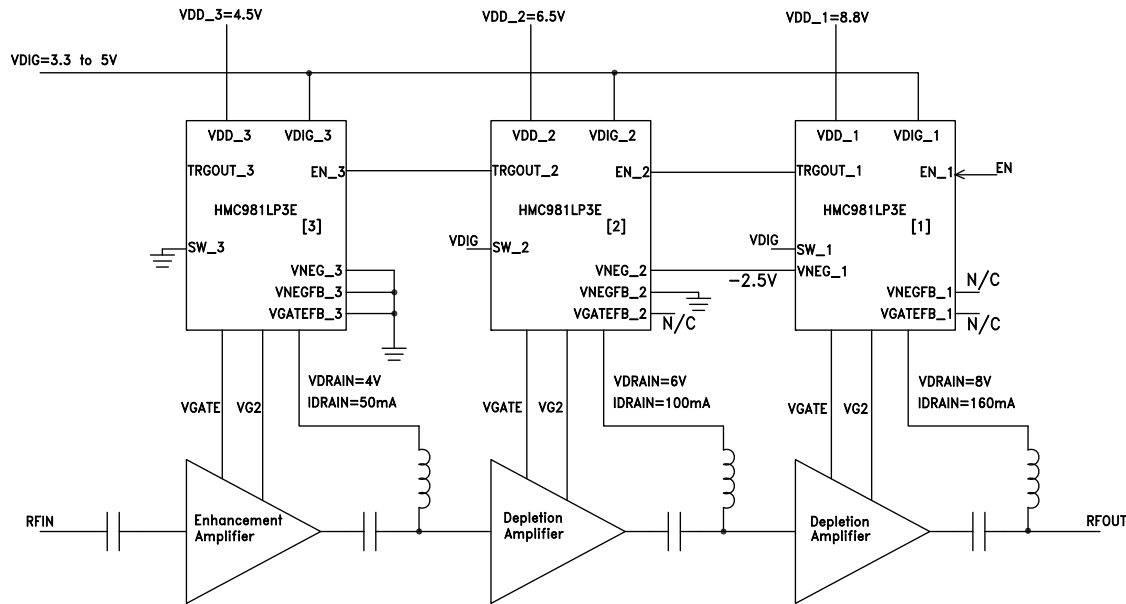 VDD_3=4.5V
VDD_2=6.5V
VDD_1=8.8V
VDIG=3.3 to 5V
VDD_3
VDIG_3
TRGOUT_3
EN_3
HMC981LP3E
[3]
SW_3
VNEG_3
VNEGFB_3
VGATEFB_3
VDD_2
VDIG_2
TRGOUT_2
EN_2
HMC981LP3E
[2]
VDIG
SW_2
VNEG_2
VNEGFB_2
VGATEFB_2
N/C
-2.5V
VDD_1
VDIG_1
TRGOUT_1
EN_1
EN
HMC981LP3E
[1]
VDIG
SW_1
VNEG_1
VNEGFB_1
N/C
VGATEFB_1
N/C
VGATE
VG2
VDRAIN=4V
IDRAIN=50mA
VGATE
VG2
VDRAIN=6V
IDRAIN=100mA
VGATE
VG2
VDRAIN=8V
IDRAIN=160mA
RFIN
Enhancement
Amplifier
Depletion
Amplifier
Depletion
Amplifier
RFOUT